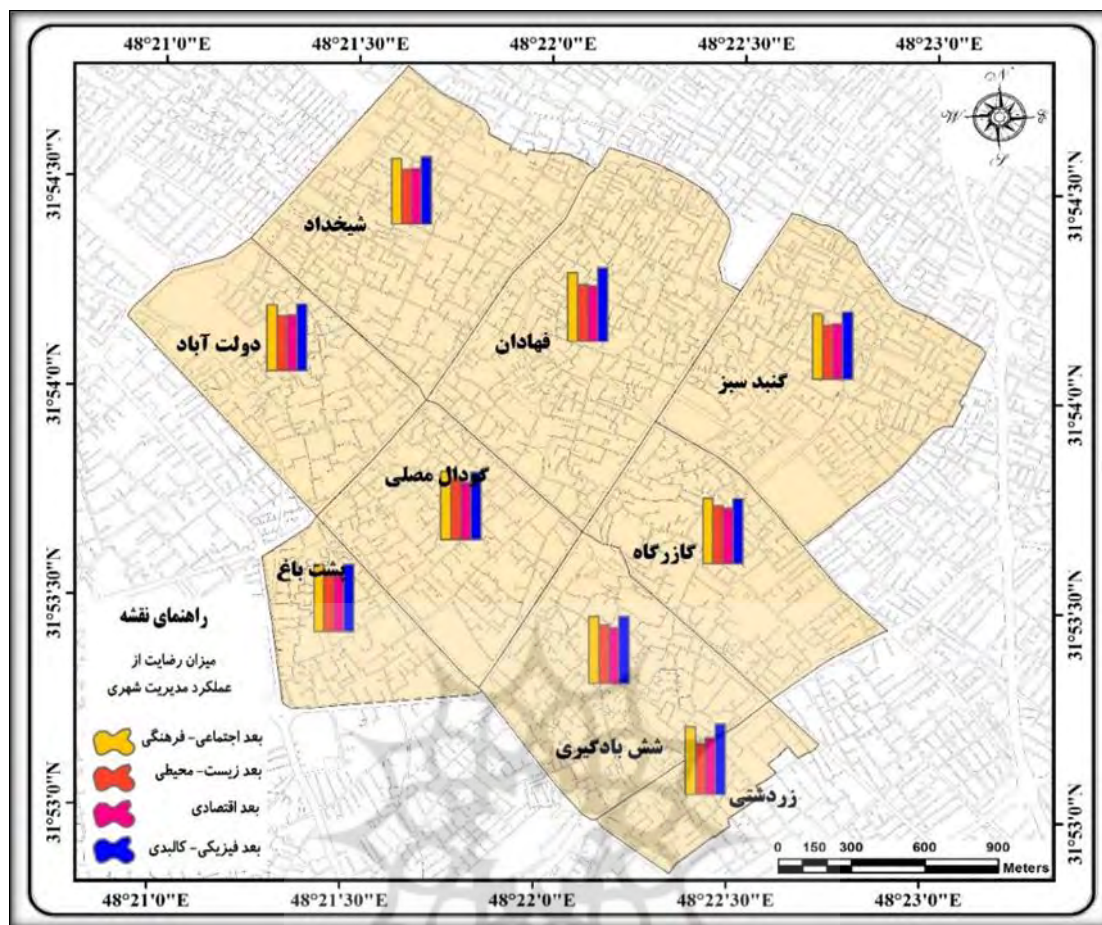 48°21'0"E 48°21'30"E 48°22'0"E 48°22'30"E 48°23'0"E
N
W E
S
31°54'30"N 31°54'30"N
شیخداد
فهادان
دولت آباد
گنبد سبز
31°54'0"N 31°54'0"N
گودال مصلی
گازرگاه
پشت باغ
31°53'30"N 31°53'30"N
راهنمای نقشه
میزان رضایت از
عملکرد مدیریت شهری
بعد اجتماعی- فرهنگی
بعد زیست- محیطی
بعد اقتصادی
بعد فیزیکی- کالبدی
شش بادگیری
زردشتی
31°53'0"N 31°53'0"N
0 150 300 600 900
Meters
48°21'0"E 48°21'30"E 48°22'0"E 48°22'30"E 48°23'0"E